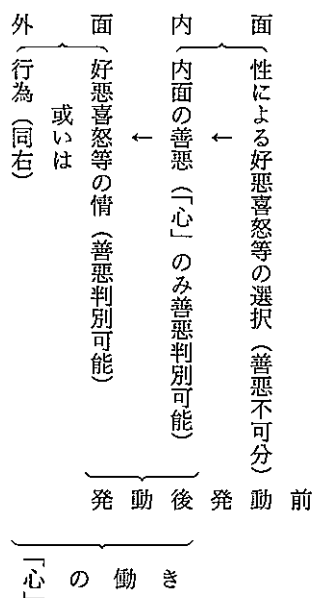 内面
性による好悪喜怒等の選択（善悪不可分）
←
内面の善悪（「心」のみ善悪判別可能）
←
外面
好悪喜怒等の情（善悪判別可能）
或いは
行為（同右）
発動前
発動後
「心」の働き